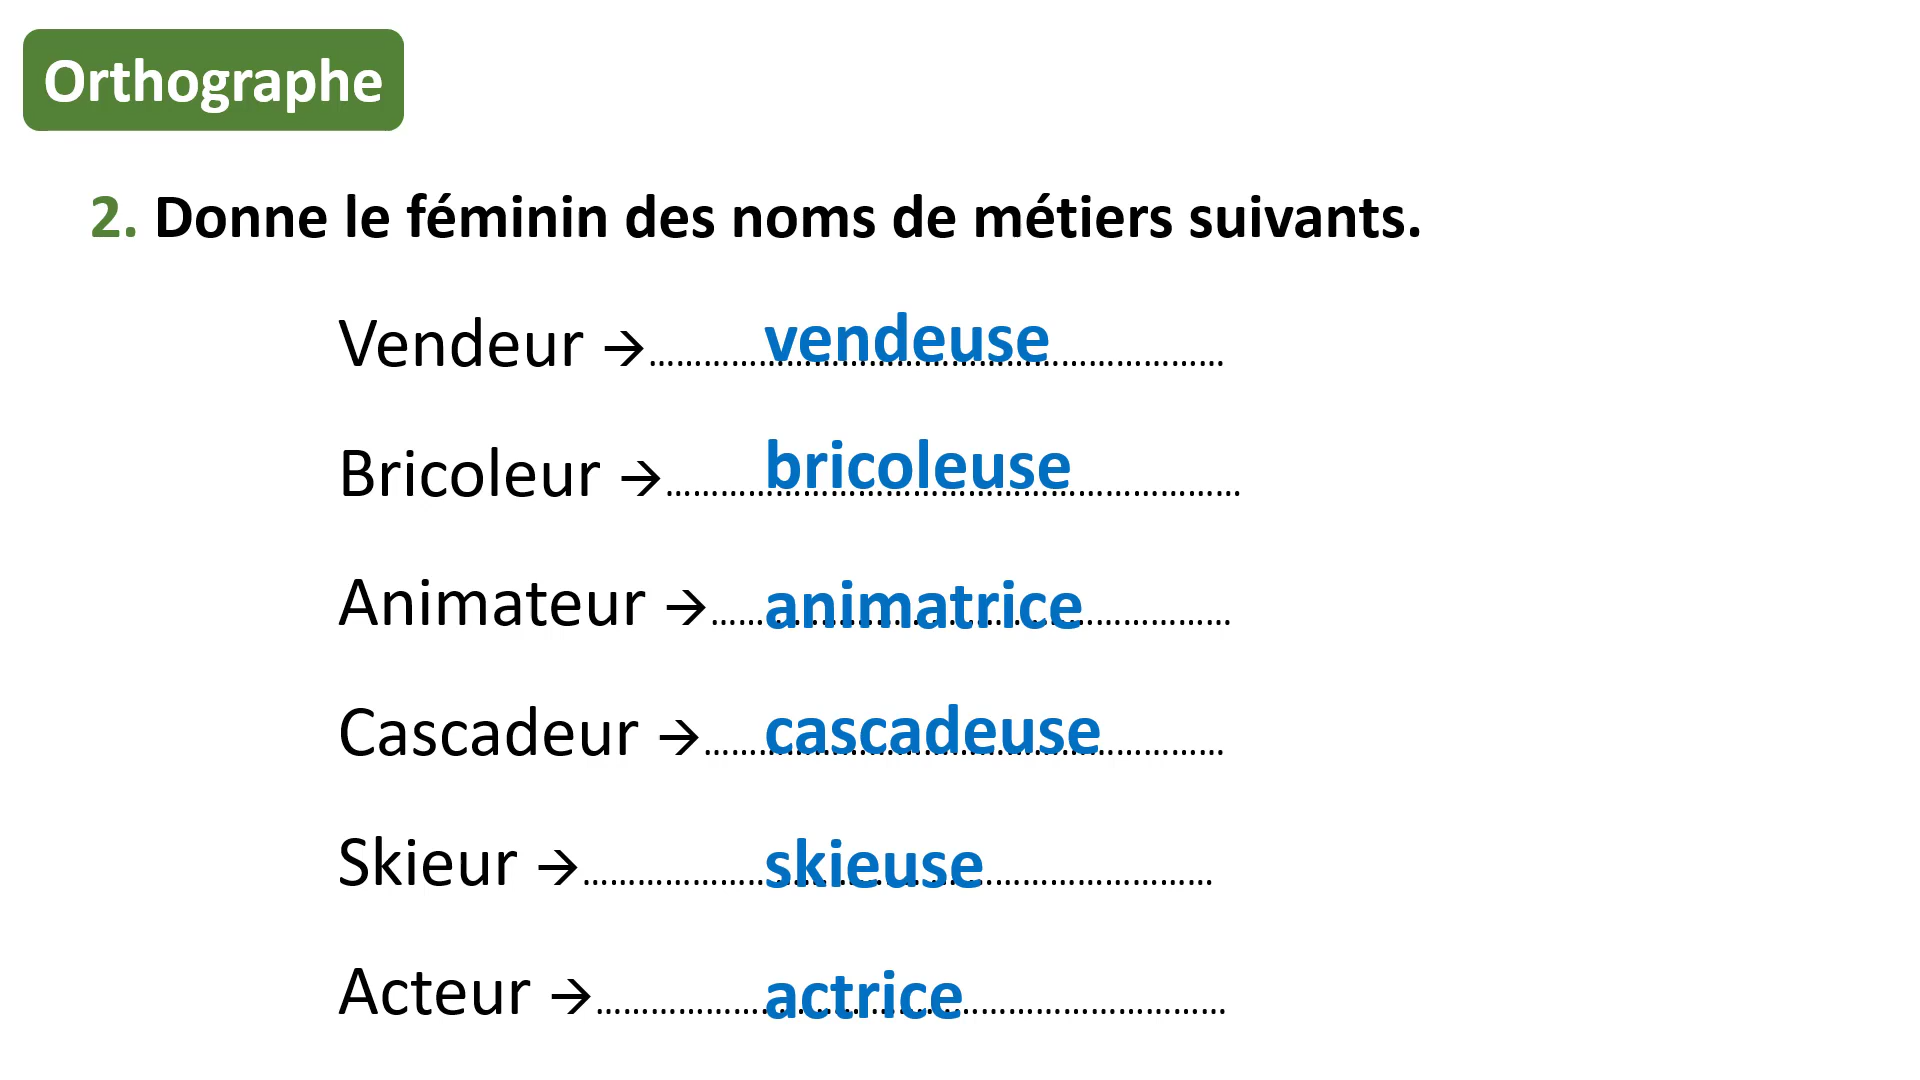 Orthographe
2. Donne le féminin des noms de métiers suivants.
Vendeur →……………vendeuse……………
Bricoleur →……………bricoleuse……………
Animateur →……………animatrice……………
Cascadeur →……………cascadeuse……………
Skieur →……………skieuse……………
Acteur →……………actrice……………